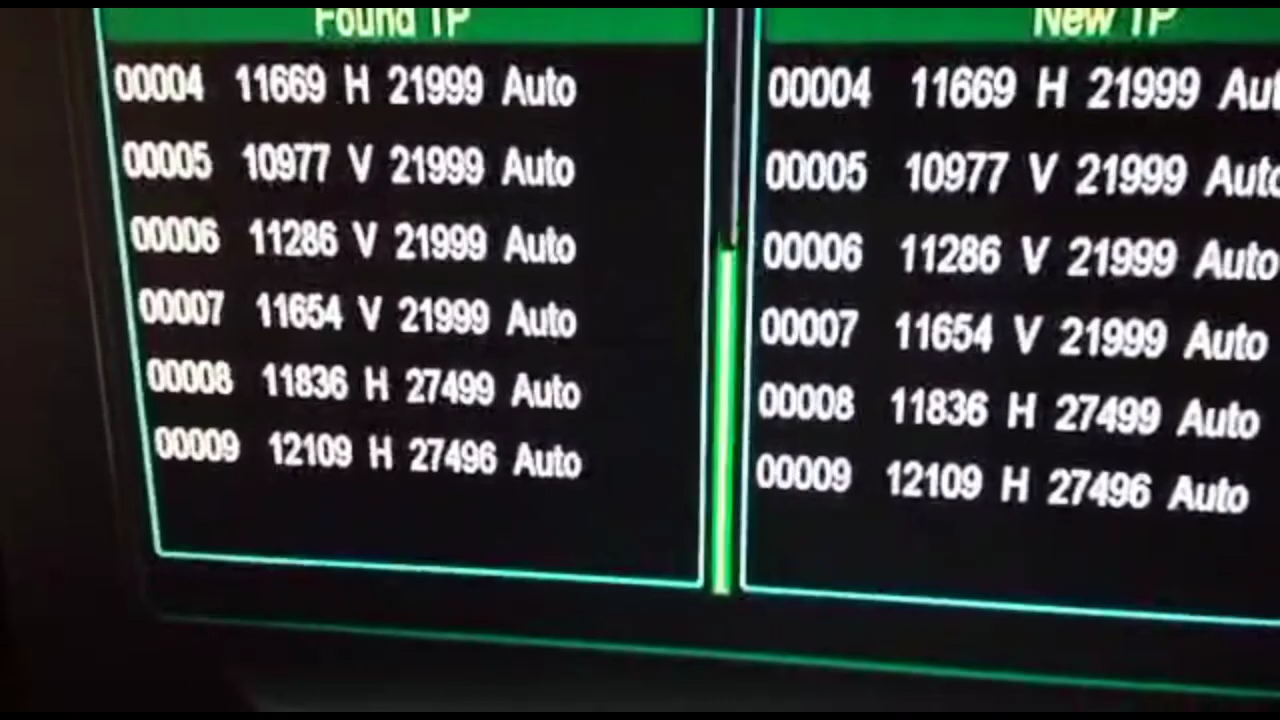 Found TP
00004 11669 H 21999 Auto
00005 10977 V 21999 Auto
00006 11286 V 21999 Auto
00007 11654 V 21999 Auto
00008 11836 H 27499 Auto
00009 12109 H 27496 Auto
New TP
00004 11669 H 21999 Au
00005 10977 V 21999 Auto
00006 11286 V 21999 Auto
00007 11654 V 21999 Auto
00008 11836 H 27499 Auto
00009 12109 H 27496 Auto